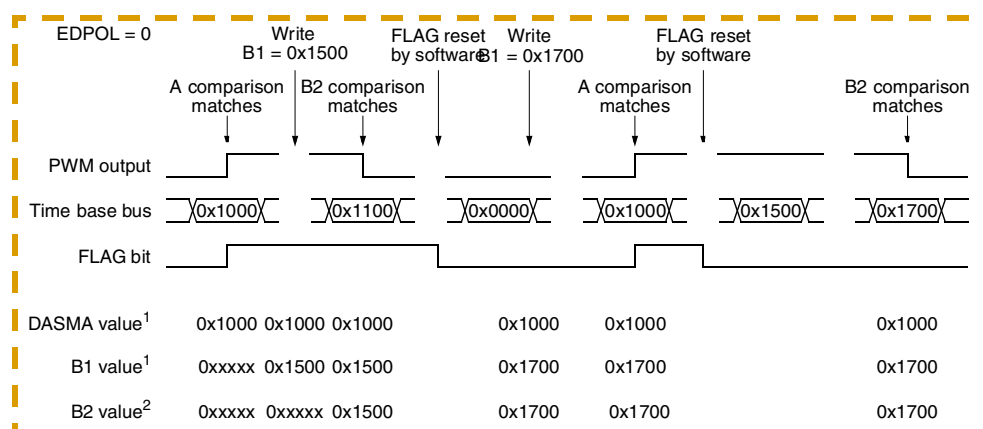 EDPOL = 0
Write
B1 = 0x1500
FLAG reset
by software
Write
B1 = 0x1700
FLAG reset
by software
A comparison
matches
B2 comparison
matches
A comparison
matches
B2 comparison
matches
PWM output
Time base bus 0x1000 0x1100 0x0000 0x1000 0x1500 0x1700
FLAG bit
DASMA value1 0x1000 0x1000 0x1000 0x1000 0x1000 0x1000
B1 value1 0xxxxx 0x1500 0x1500 0x1700 0x1700 0x1700
B2 value2 0xxxxx 0xxxxx 0x1500 0x1700 0x1700 0x1700